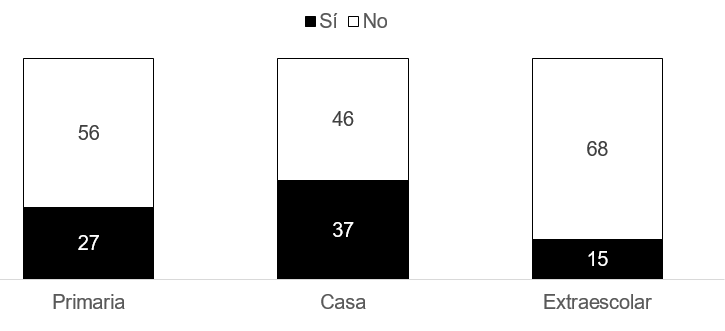 Sí No
56 46 68
27 37 15
Primaria Casa Extraescolar